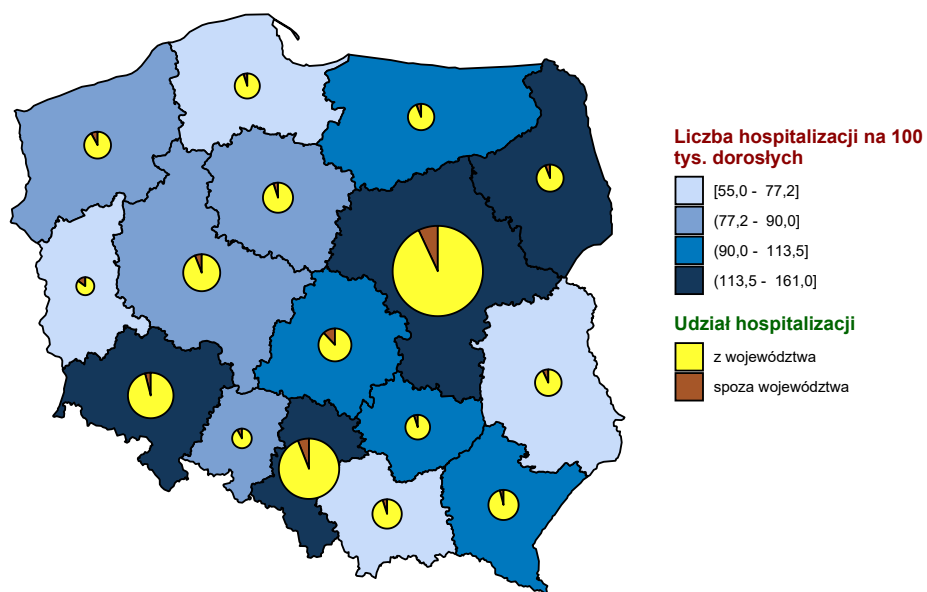 Liczba hospitalizacji na 100
tys. dorosłych
[55,0 - 77,2]
(77,2 - 90,0]
(90,0 - 113,5]
(113,5 - 161,0]
Udział hospitalizacji
z województwa
spoza województwa